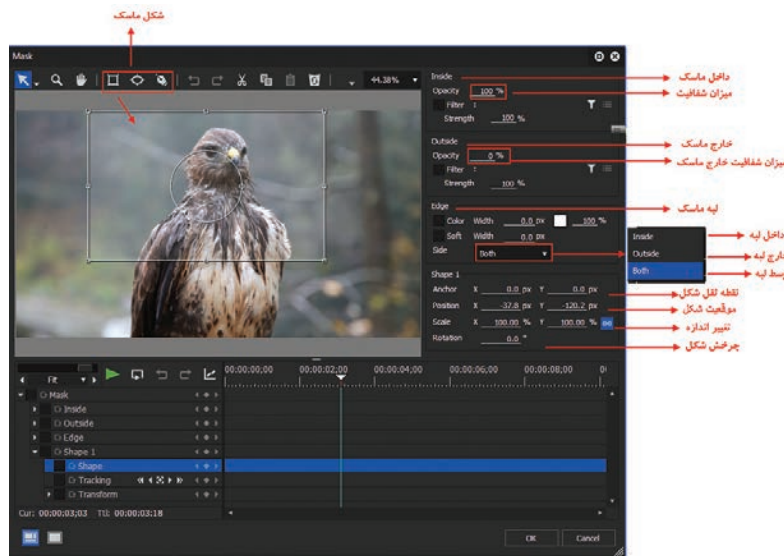 شکل ماسک
Mask
44.38%
Inside
Opacity 100 %
Filter :
Strength 100 %
Outside
Opacity 0 %
Filter :
Strength 100 %
Edge
Color Width 0.0 px 100 %
Soft Width 0.0 px
Side Both
Shape 1
Anchor X 0.0 px Y 0.0 px
Position X -37.8 px Y -120.2 px
Scale X 100.00 % Y 100.00 %
Rotation 0.0 °
داخل ماسک
میزان شفافیت
خارج ماسک
میزان شفافیت خارج ماسک
لبه ماسک
Inside
Outside
Both
داخل لبه
خارج لبه
وسط لبه
نقطه ثقل شکل
موقعیت شکل
تغییر اندازه
چرخش شکل
Fit
00:00:00;00 00:00:02;00 00:00:04;00 00:00:06;00 00:00:08;00
Mask
Inside
Outside
Edge
Shape 1
Shape
Tracking
Transform
Cur: 00:00:03;03 Ttl: 00:00:03:18
OK Cancel